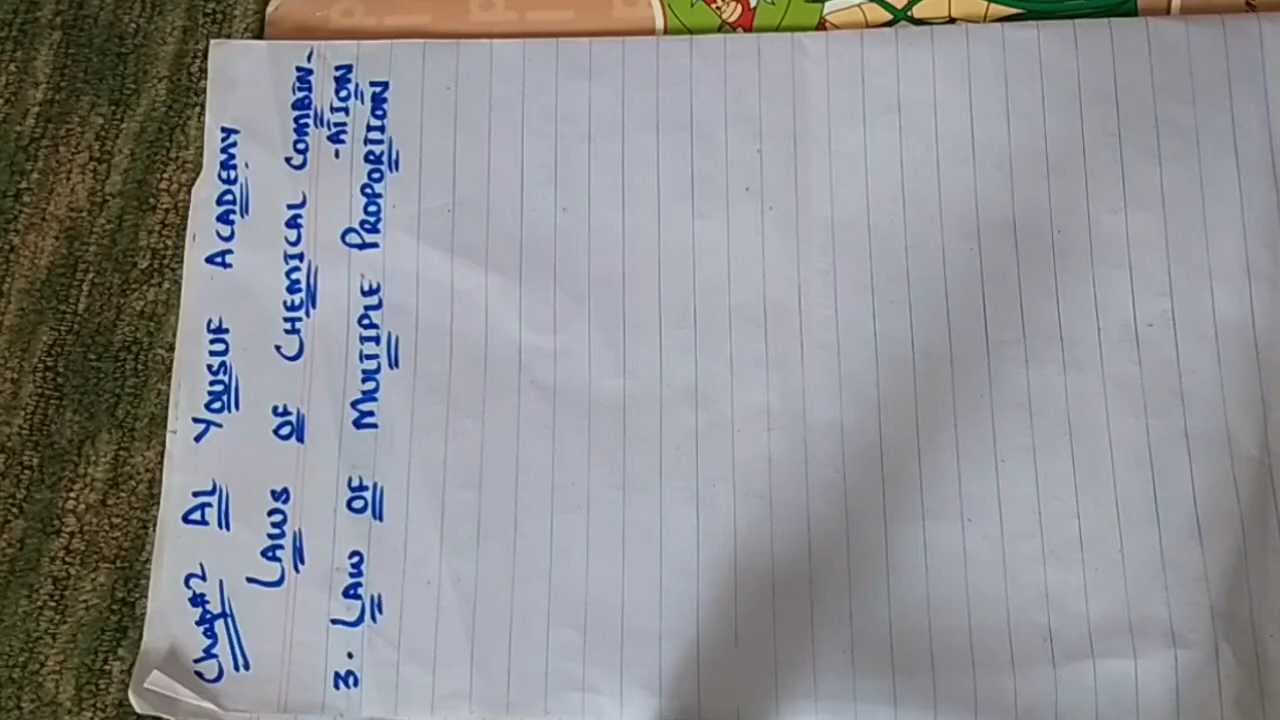 Chap#2 AL YOUSUF ACADEMY.
LAWS OF CHEMICAL COMBIN-
-ATION
3. LAW OF MULTIPLE PROPORTION